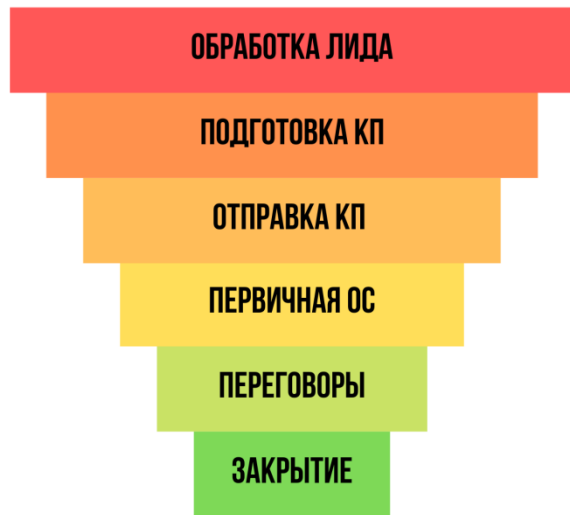 ОБРАБОТКА ЛИДА
ПОДГОТОВКА КП
ОТПРАВКА КП
ПЕРВИЧНАЯ ОС
ПЕРЕГОВОРЫ
ЗАКРЫТИЕ